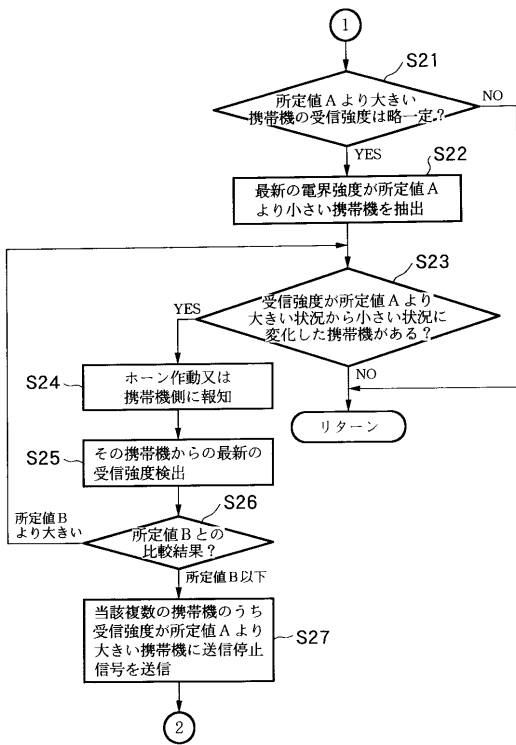 1
S21
所定値Aより大きい
携帯機の受信強度は略一定？
NO
YES
S22
最新の電界強度が所定値A
より小さい携帯機を抽出
S23
受信強度が所定値Aより
大きい状況から小さい状況に
変化した携帯機がある？
YES
NO
S24
ホーン作動又は
携帯機側に報知
リターン
S25
その携帯機からの最新の
受信強度検出
S26
所定値B
より大きい
所定値Bとの
比較結果？
所定値B以下
当該複数の携帯機のうち
受信強度が所定値Aより
大きい携帯機に送信停止
信号を送信
S27
2